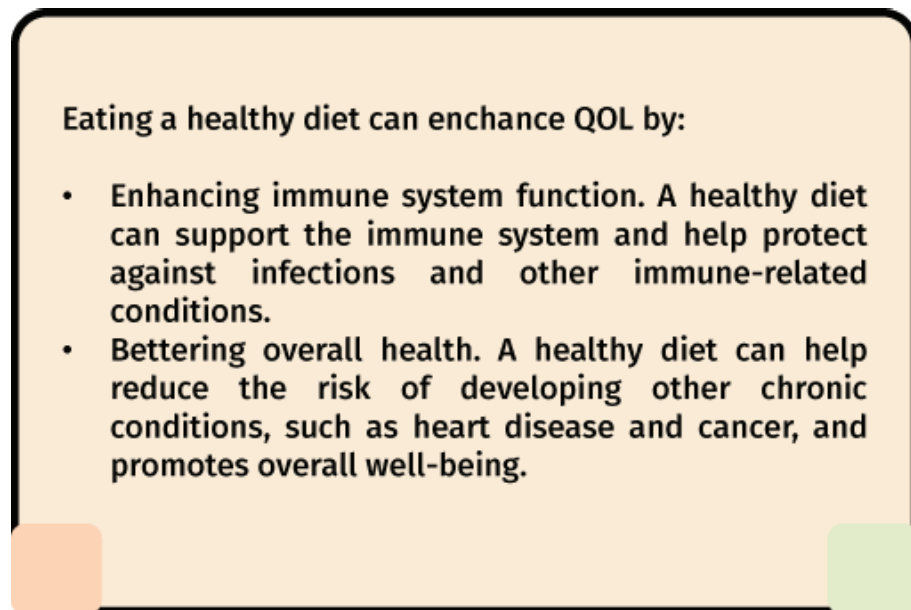 Eating a healthy diet can enchance QOL by:
• Enhancing immune system function. A healthy diet
can support the immune system and help protect
against infections and other immune-related
conditions.
• Bettering overall health. A healthy diet can help
reduce the risk of developing other chronic
conditions, such as heart disease and cancer, and
promotes overall well-being.